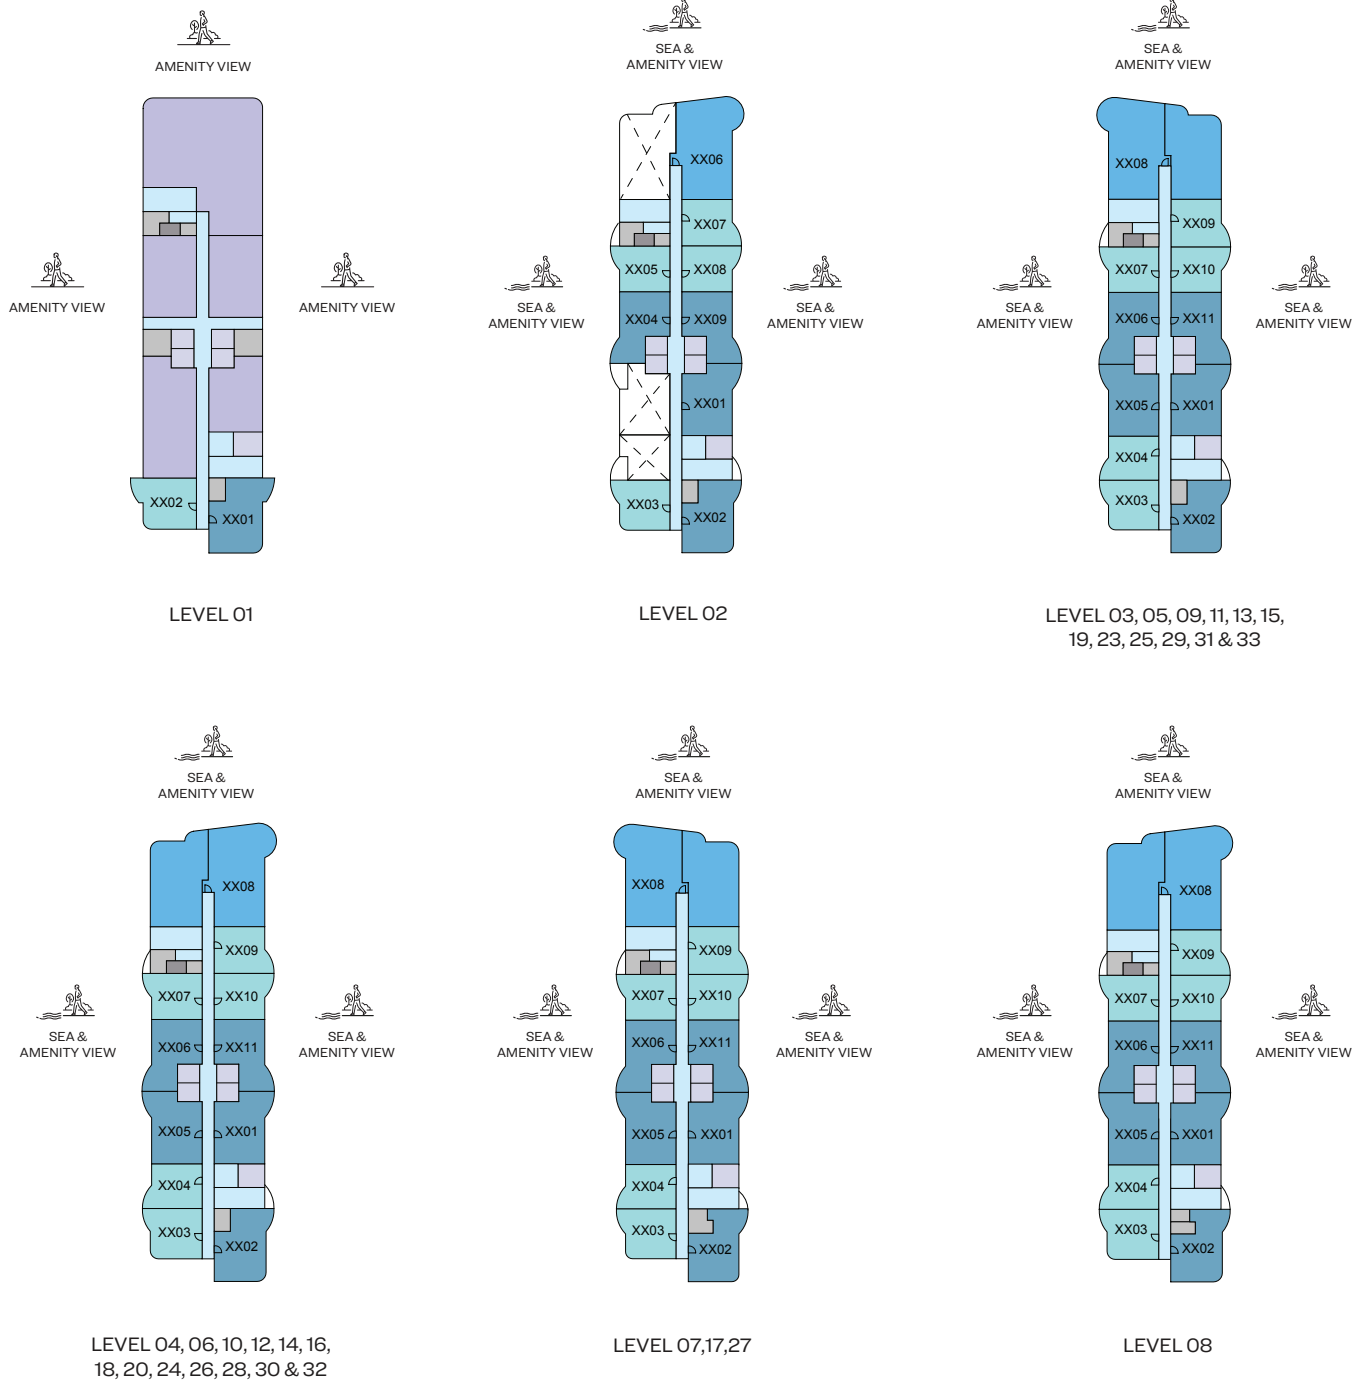 AMENITY VIEW
AMENITY VIEW
AMENITY VIEW
XX02
XX01
LEVEL 01
SEA &
AMENITY VIEW
XX06
XX07
XX05
XX08
SEA &
AMENITY VIEW
SEA &
AMENITY VIEW
XX04
XX09
XX01
XX03
XX02
LEVEL 02
SEA &
AMENITY VIEW
XX08
XX09
XX07
XX10
SEA &
AMENITY VIEW
SEA &
AMENITY VIEW
XX06
XX11
XX05
XX01
XX04
XX03
XX02
LEVEL 03, 05, 09, 11, 13, 15,
19, 23, 25, 29, 31 & 33
SEA &
AMENITY VIEW
XX08
XX09
XX07
XX10
SEA &
AMENITY VIEW
SEA &
AMENITY VIEW
XX06
XX11
XX05
XX01
XX04
XX03
XX02
LEVEL 04, 06, 10, 12, 14, 16,
18, 20, 24, 26, 28, 30 & 32
SEA &
AMENITY VIEW
XX08
XX09
XX07
XX10
SEA &
AMENITY VIEW
SEA &
AMENITY VIEW
XX06
XX11
XX05
XX01
XX04
XX03
XX02
LEVEL 07,17,27
SEA &
AMENITY VIEW
XX08
XX09
XX07
XX10
SEA &
AMENITY VIEW
SEA &
AMENITY VIEW
XX06
XX11
XX05
XX01
XX04
XX03
XX02
LEVEL 08